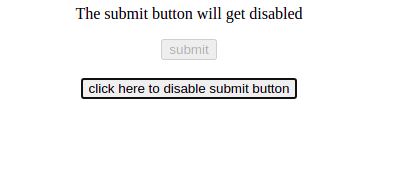 The submit button will get disabled
submit
click here to disable submit button